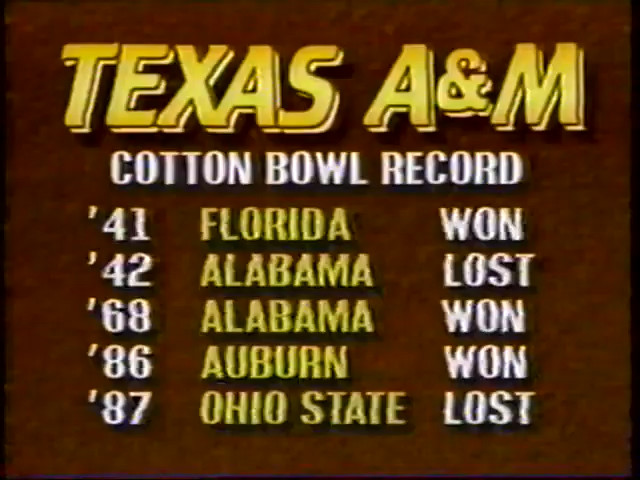 TEXAS A&M
COTTON BOWL RECORD
'41 FLORIDA WON
'42 ALABAMA LOST
'68 ALABAMA WON
'86 AUBURN WON
'87 OHIO STATE LOST